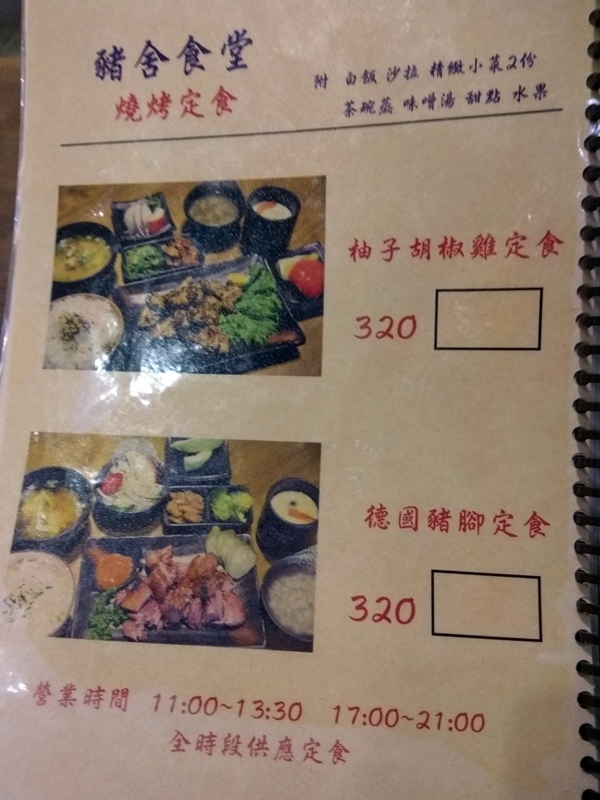 豬舍食堂
燒烤定食
附 白飯 沙拉 精緻小菜2份
茶碗蒸 味噌湯 甜點 水果
柚子胡椒雞定食
320
德國豬腳定食
320
營業時間 11:00~13:30 17:00~21:00
全時段供應定食